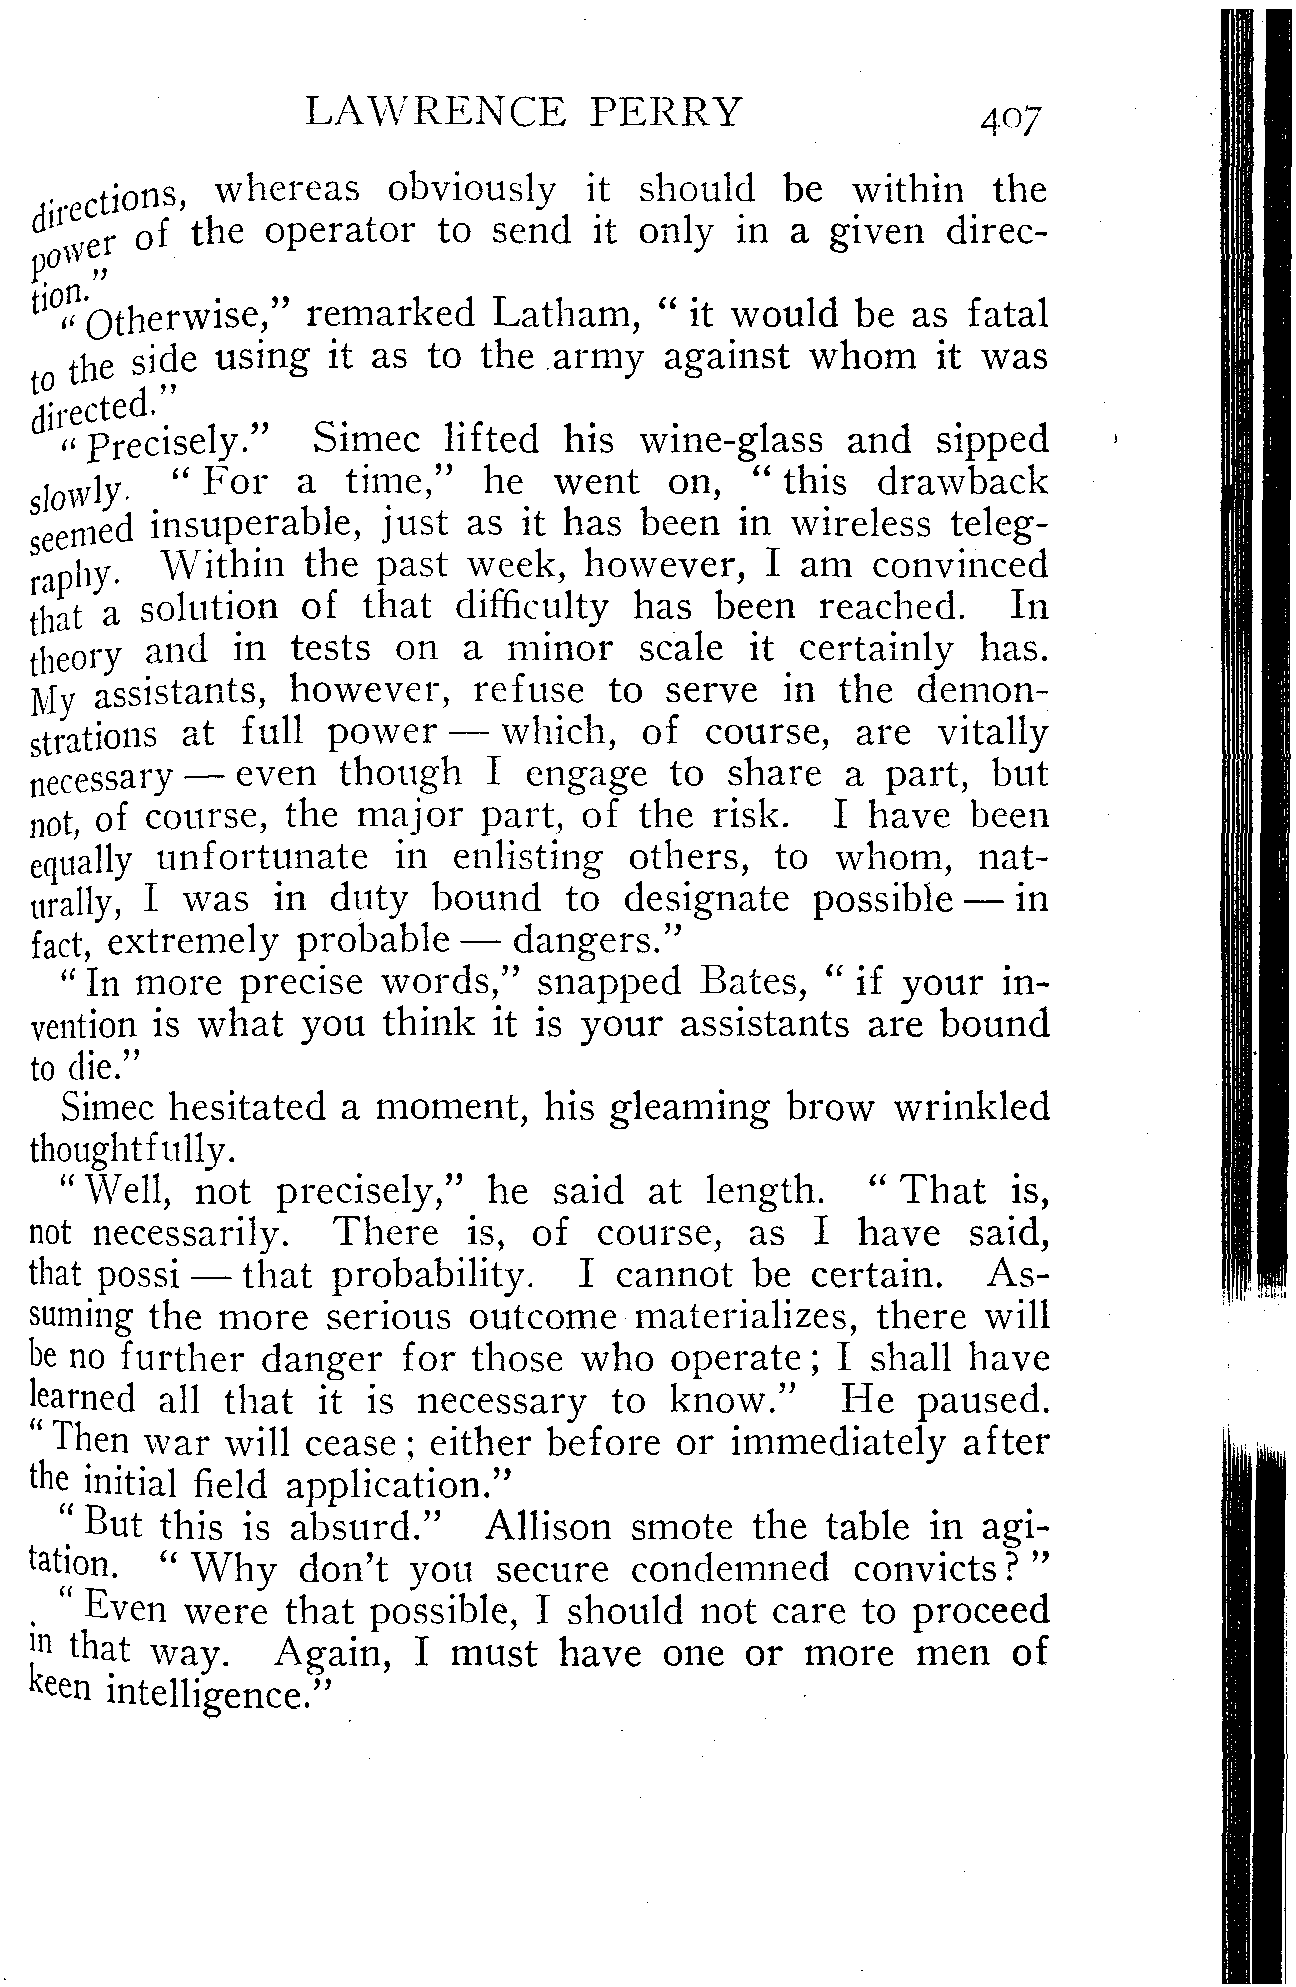 LAWRENCE PERRY 407
directions, whereas obviously it should be within the
power of the operator to send it only in a given direc-
tion."
"Otherwise," remarked Latham, "it would be as fatal
to the side using it as to the army against whom it was
directed."
"Precisely." Simec lifted his wine-glass and sipped
slowly. "For a time," he went on, "this drawback
seemed insuperable, just as it has been in wireless teleg-
raphy. Within the past week, however, I am convinced
that a solution of that difficulty has been reached. In
theory and in tests on a minor scale it certainly has.
My assistants, however, refuse to serve in the demon-
strations at full power — which, of course, are vitally
necessary — even though I engage to share a part, but
not, of course, the major part, of the risk. I have been
equally unfortunate in enlisting others, to whom, nat-
urally, I was in duty bound to designate possible — in
fact, extremely probable — dangers."
"In more precise words," snapped Bates, "if your in-
vention is what you think it is your assistants are bound
to die."
Simec hesitated a moment, his gleaming brow wrinkled
thoughtfully.
"Well, not precisely," he said at length. "That is,
not necessarily. There is, of course, as I have said,
that possi — that probability. I cannot be certain. As-
suming the more serious outcome materializes, there will
be no further danger for those who operate; I shall have
learned all that it is necessary to know." He paused.
"Then war will cease; either before or immediately after
the initial field application."
"But this is absurd." Allison smote the table in agi-
tation. "Why don't you secure condemned convicts?"
"Even were that possible, I should not care to proceed
in that way. Again, I must have one or more men of
keen intelligence."